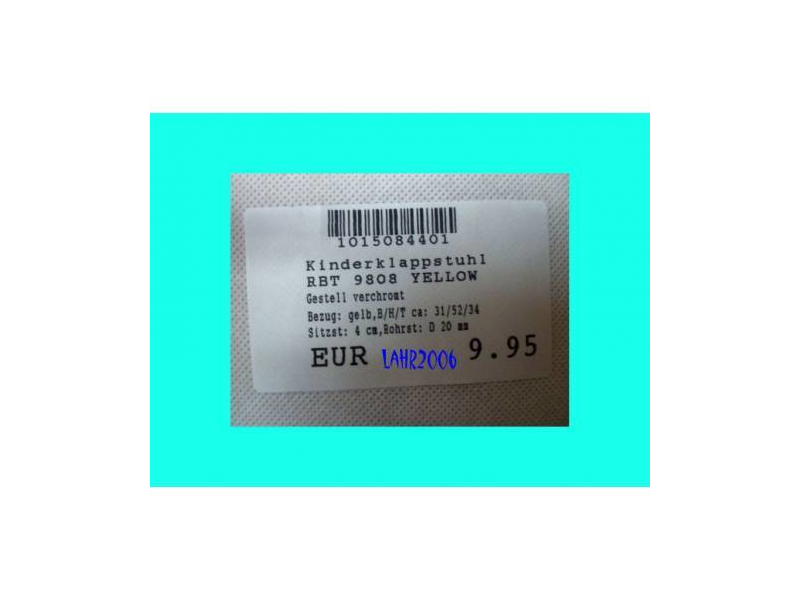 1015084401
Kinderklappstuhl
RBT 9808 YELLOW
Gestell verchromt
Bezug: gelb,B/H/T ca: 31/52/34
Sitzst: 4 cm,Rohrst: D 20 mm
EUR LAHR2006 9.95